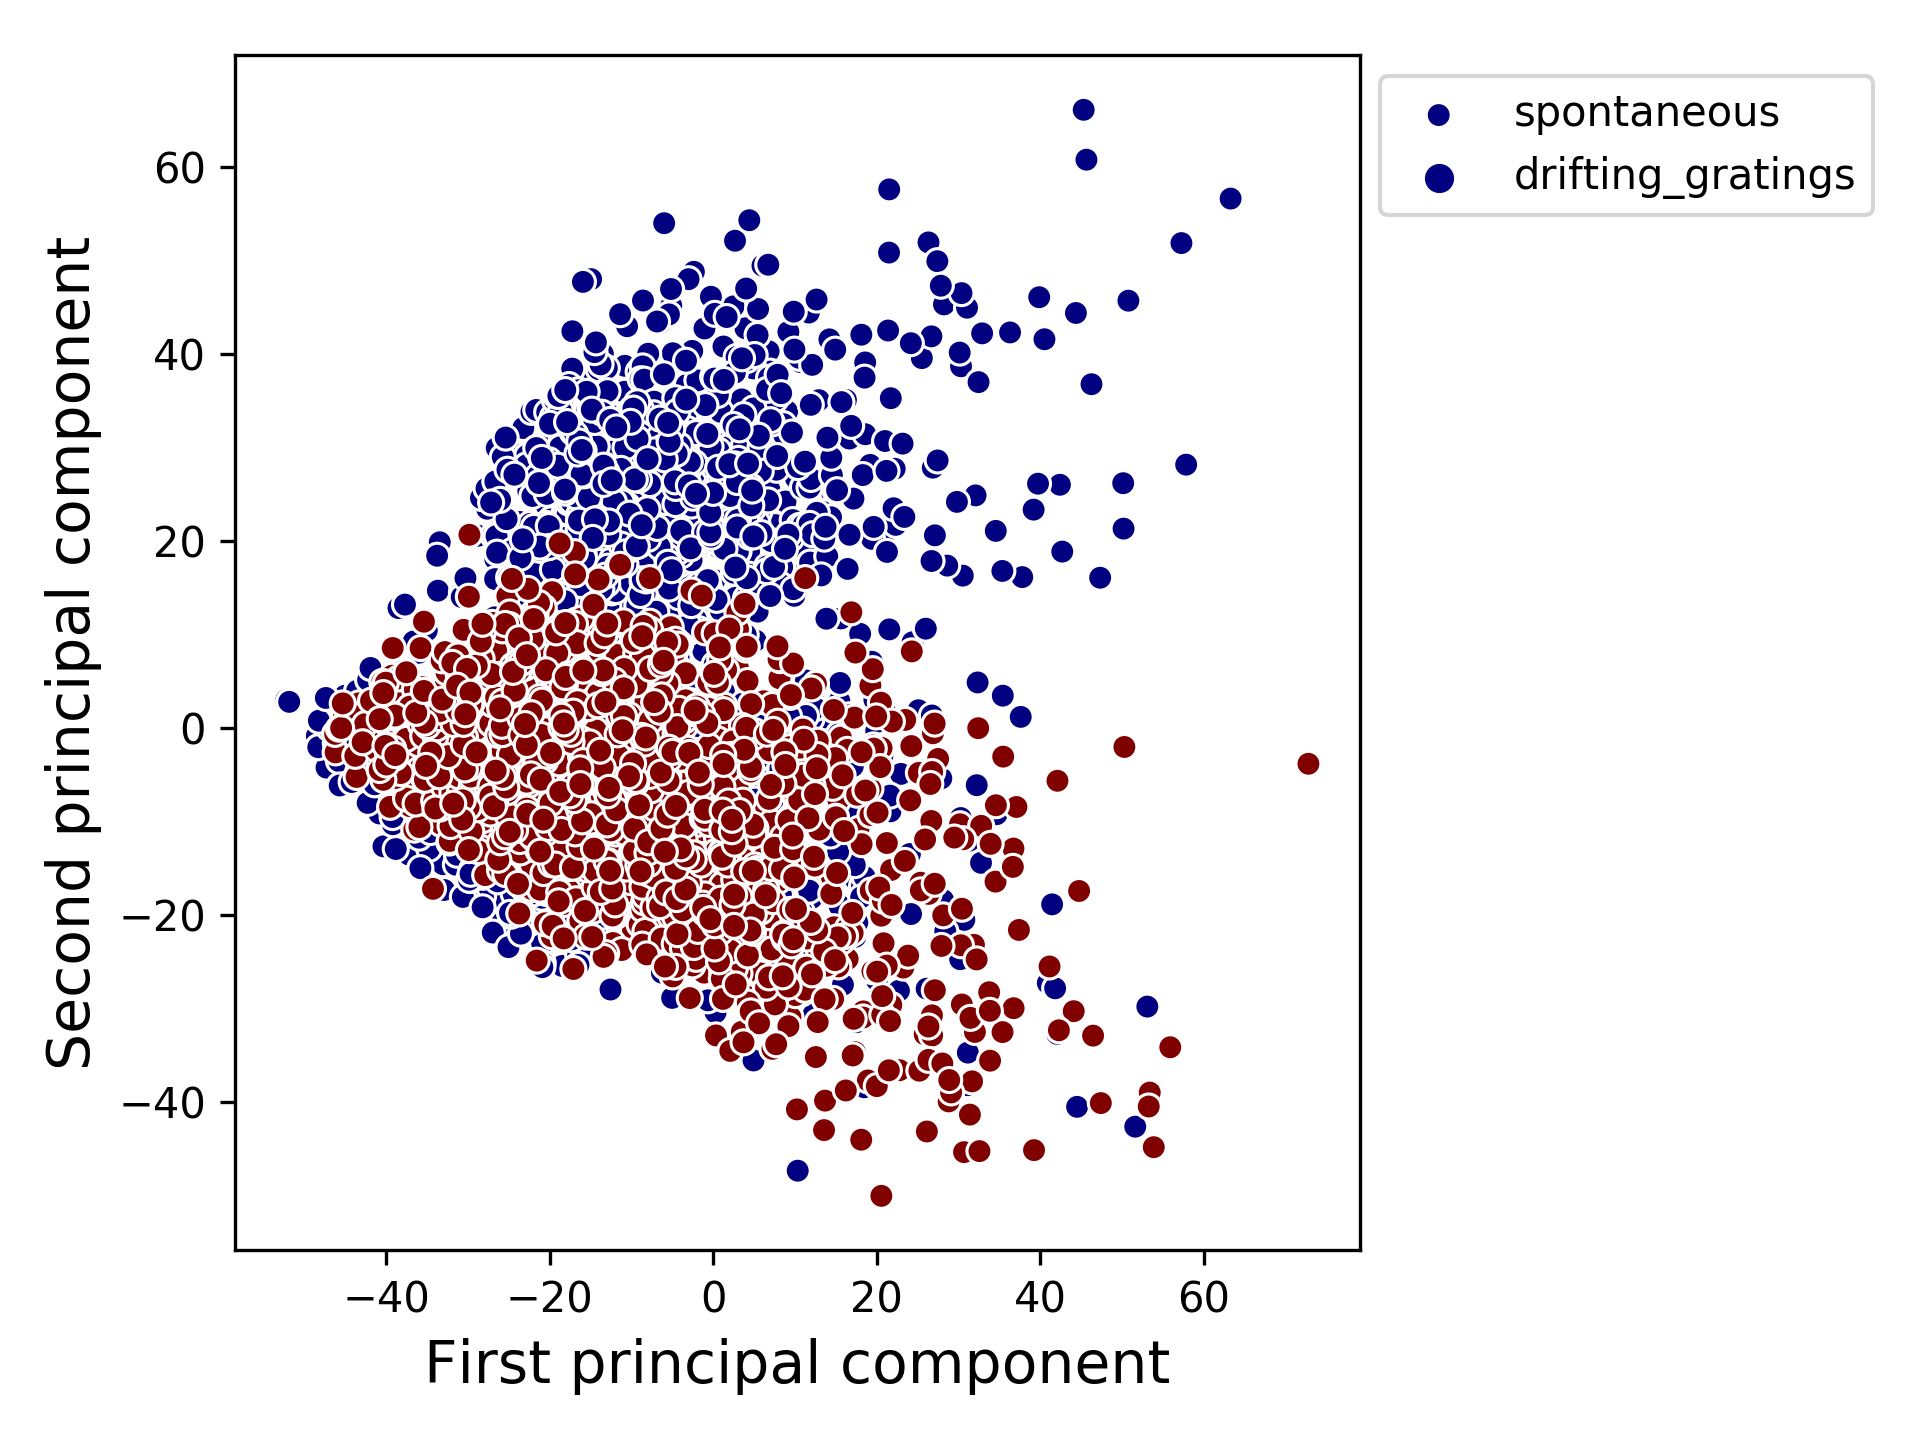 spontaneous
drifting_gratings
60
40
20
0
−20
−40
Second principal component
−40 −20 0 20 40 60
First principal component